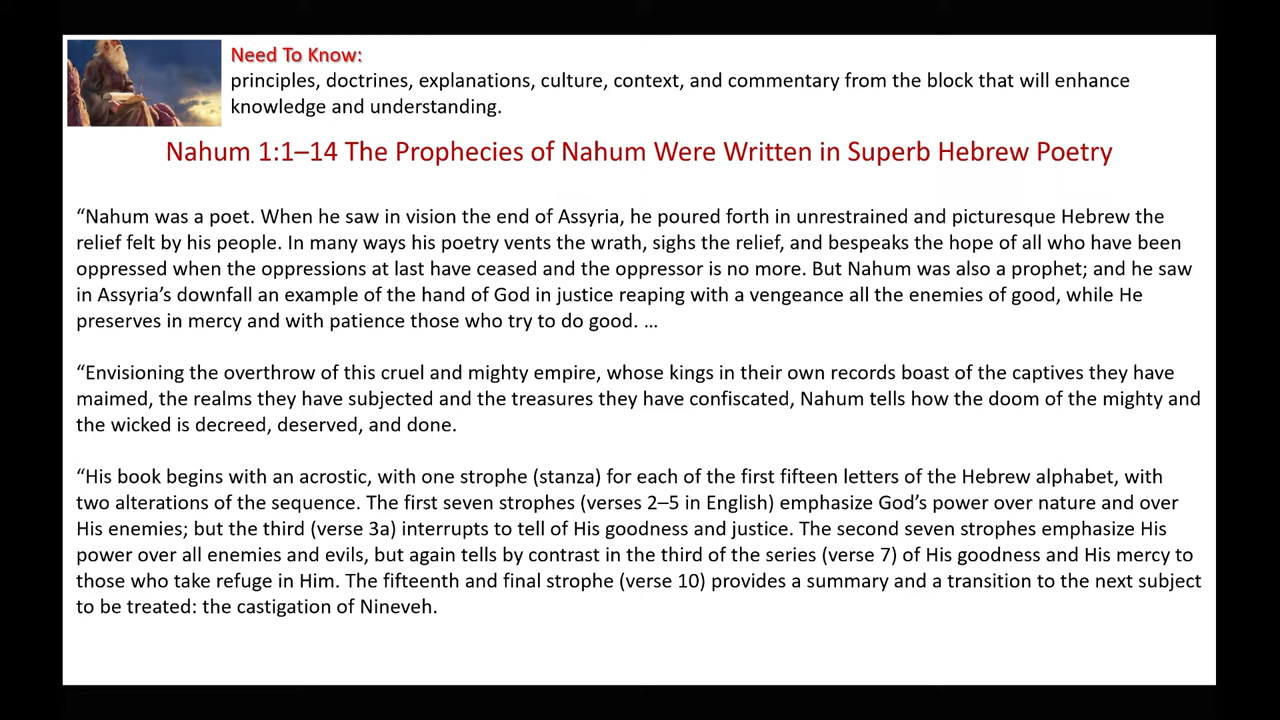 Need To Know:
principles, doctrines, explanations, culture, context, and commentary from the block that will enhance
knowledge and understanding.
Nahum 1:1–14 The Prophecies of Nahum Were Written in Superb Hebrew Poetry
“Nahum was a poet. When he saw in vision the end of Assyria, he poured forth in unrestrained and picturesque Hebrew the
relief felt by his people. In many ways his poetry vents the wrath, sighs the relief, and bespeaks the hope of all who have been
oppressed when the oppressions at last have ceased and the oppressor is no more. But Nahum was also a prophet; and he saw
in Assyria’s downfall an example of the hand of God in justice reaping with a vengeance all the enemies of good, while He
preserves in mercy and with patience those who try to do good. …
“Envisioning the overthrow of this cruel and mighty empire, whose kings in their own records boast of the captives they have
maimed, the realms they have subjected and the treasures they have confiscated, Nahum tells how the doom of the mighty and
the wicked is decreed, deserved, and done.
“His book begins with an acrostic, with one strophe (stanza) for each of the first fifteen letters of the Hebrew alphabet, with
two alterations of the sequence. The first seven strophes (verses 2–5 in English) emphasize God’s power over nature and over
His enemies; but the third (verse 3a) interrupts to tell of His goodness and justice. The second seven strophes emphasize His
power over all enemies and evils, but again tells by contrast in the third of the series (verse 7) of His goodness and His mercy to
those who take refuge in Him. The fifteenth and final strophe (verse 10) provides a summary and a transition to the next subject
to be treated: the castigation of Nineveh.